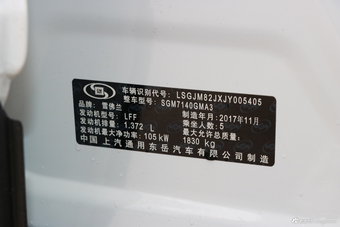 车辆识别代号: LSGJM82JXJY005405
整车型号: SGM7140GMA3
品牌: 雪佛兰 制造年月: 2017年11月
发动机型号: LFF 乘坐人数: 5
发动机排量: 1.372 L 最大允许总质量:
发动机最大净功率: 105 kW 1830 kg
中国上汽通用东岳汽车有限公司制造